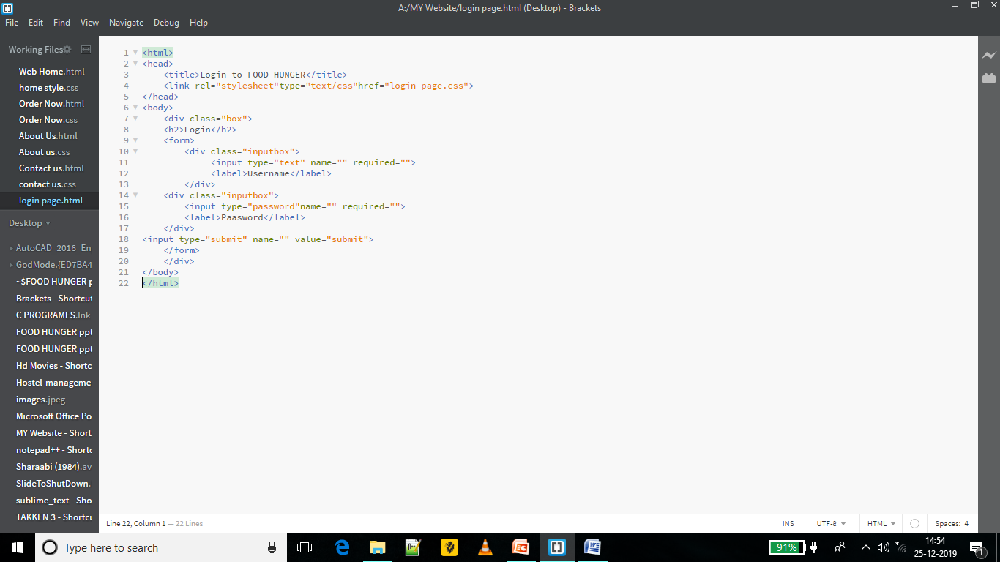 A:/MY Website/login page.html (Desktop) - Brackets
File Edit Find View Navigate Debug Help
Working Files
Web Home.html
home style.css
Order Now.html
Order Now.css
About Us.html
About us.css
Contact us.html
contact us.css
login page.html
Desktop
AutoCAD_2016_En
GodMode.{ED7BA4
~$FOOD HUNGER p
Brackets - Shortcut
C PROGRAMES.lnk
FOOD HUNGER ppt
FOOD HUNGER ppt
Hd Movies - Shortc
Hostel-manageme
images.jpeg
Microsoft Office Po
MY Website - Short
notepad++ - Shortc
Sharaabi (1984).av
SlideToShutDown.
sublime_text - Sho
TAKKEN 3 - Shortcu
1 <html>
2 <head>
3 <title>Login to FOOD HUNGER</title>
4 <link rel="stylesheet"type="text/css"href="login page.css">
5 </head>
6 <body>
7 <div class="box">
8 <h2>Login</h2>
9 <form>
10 <div class="inputbox">
11 <input type="text" name="" required="">
12 <label>Username</label>
13 </div>
14 <div class="inputbox">
15 <input type="password"name="" required="">
16 <label>Paasword</label>
17 </div>
18 <input type="submit" name="" value="submit">
19 </form>
20 </div>
21 </body>
22 </html>
Line 22, Column 1 — 22 Lines
INS UTF-8 HTML Spaces: 4
Type here to search
91%
14:54
25-12-2019
1